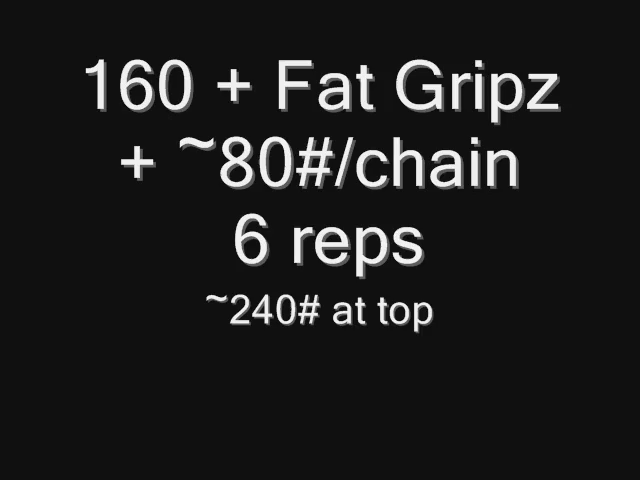 160 + Fat Gripz
+ ~80#/chain
6 reps
~240# at top